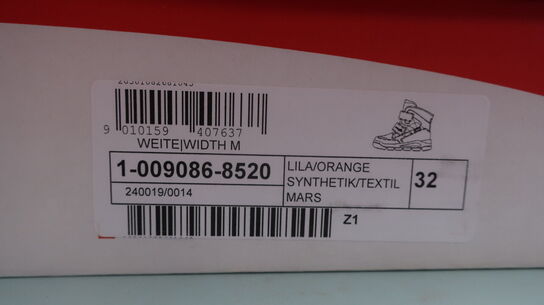 9 010159 407637
WEITE|WIDTH M
1-009086-8520
LILA/ORANGE
SYNTHETIK/TEXTIL
MARS
32
240019/0014
Z1